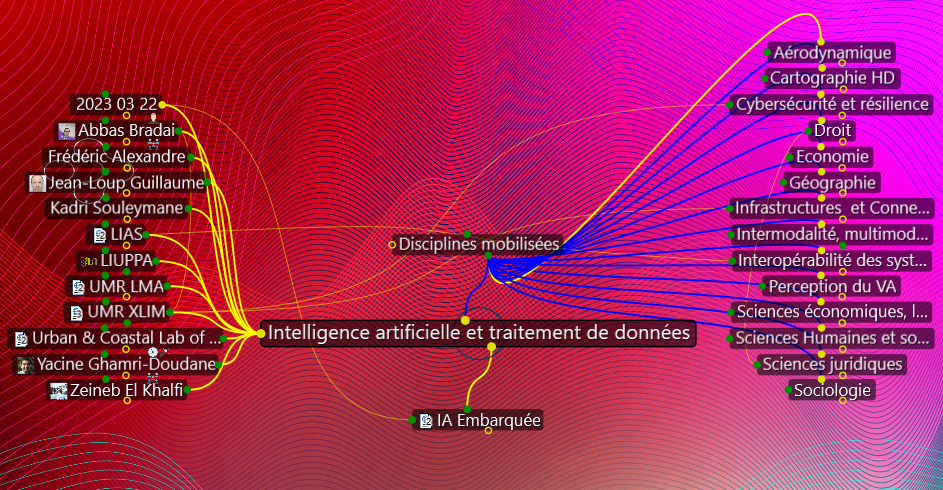 2023 03 22
Abbas Bradai
Frédéric Alexandre
Jean-Loup Guillaume
Kadri Souleymane
LIAS
LIUPPA
UMR LMA
UMR XLIM
Urban & Coastal Lab of ...
Yacine Ghamri-Doudane
Zeineb El Khalfi
Disciplines mobilisées
Intelligence artificielle et traitement de données
IA Embarquée
Aérodynamique
Cartographie HD
Cybersécurité et résilience
Droit
Economie
Géographie
Infrastructures et Conne...
Intermodalité, multimod...
Interopérabilité des syst...
Perception du VA
Sciences économiques, l...
Sciences Humaines et so...
Sciences juridiques
Sociologie